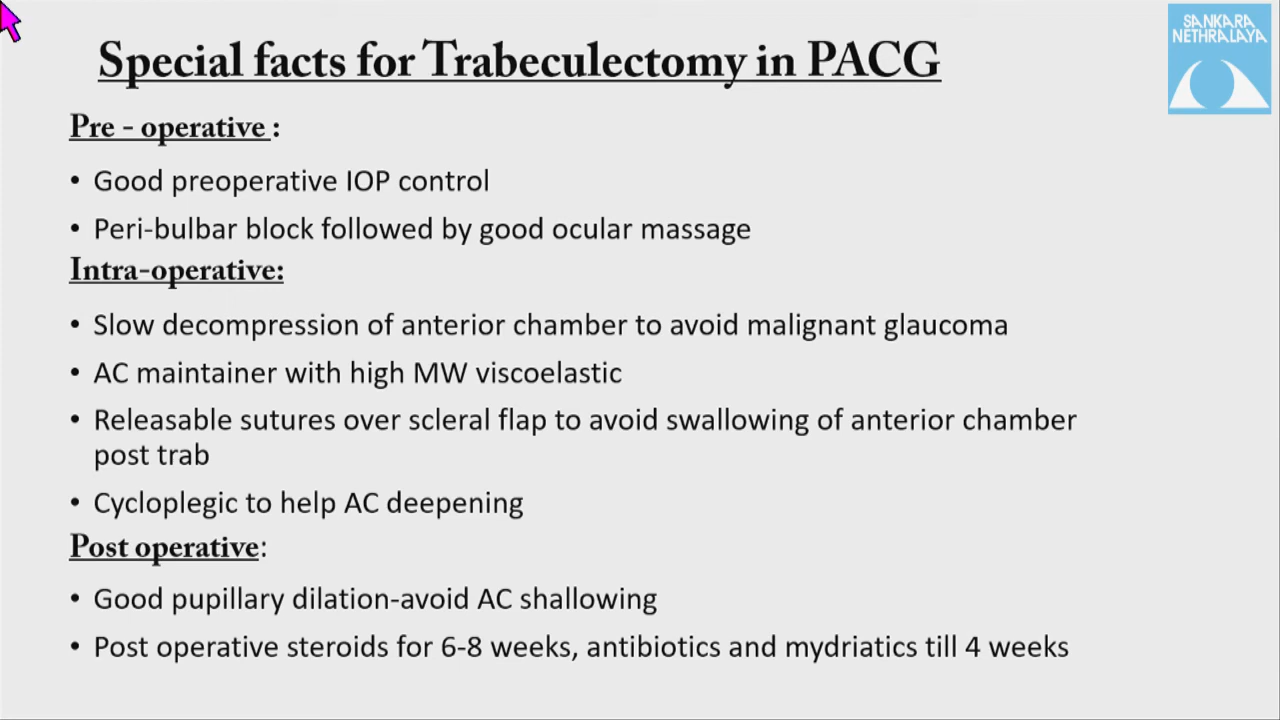 SANKARA
NETHRALAYA
Special facts for Trabeculectomy in PACG
Pre - operative :
• Good preoperative IOP control
• Peri-bulbar block followed by good ocular massage
Intra-operative:
• Slow decompression of anterior chamber to avoid malignant glaucoma
• AC maintainer with high MW viscoelastic
• Releasable sutures over scleral flap to avoid swallowing of anterior chamber
post trab
• Cycloplegic to help AC deepening
Post operative:
• Good pupillary dilation-avoid AC shallowing
• Post operative steroids for 6-8 weeks, antibiotics and mydriatics till 4 weeks